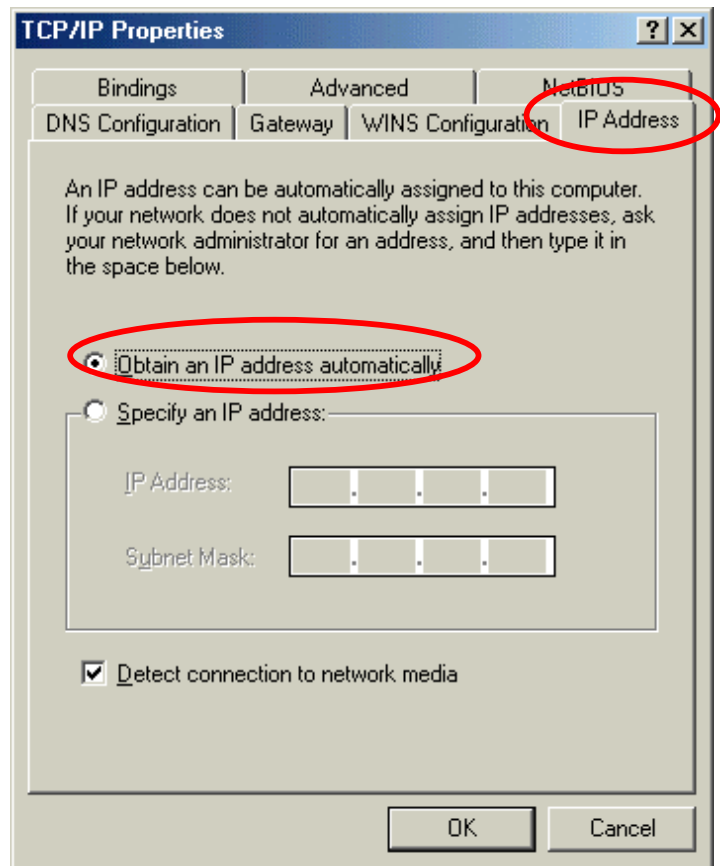 TCP/IP Properties
Bindings Advanced NetBIOS
DNS Configuration Gateway WINS Configuration IP Address
An IP address can be automatically assigned to this computer.
If your network does not automatically assign IP addresses, ask
your network administrator for an address, and then type it in
the space below.
Obtain an IP address automatically
Specify an IP address:
IP Address:
Subnet Mask:
Detect connection to network media
OK Cancel